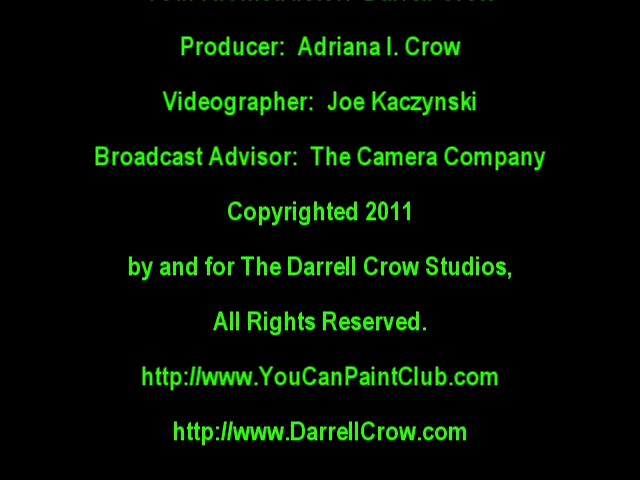 Producer:  Adriana I. Crow
Videographer:  Joe Kaczynski
Broadcast Advisor:  The Camera Company
Copyrighted 2011
by and for The Darrell Crow Studios,
All Rights Reserved.
http://www.YouCanPaintClub.com
http://www.DarrellCrow.com